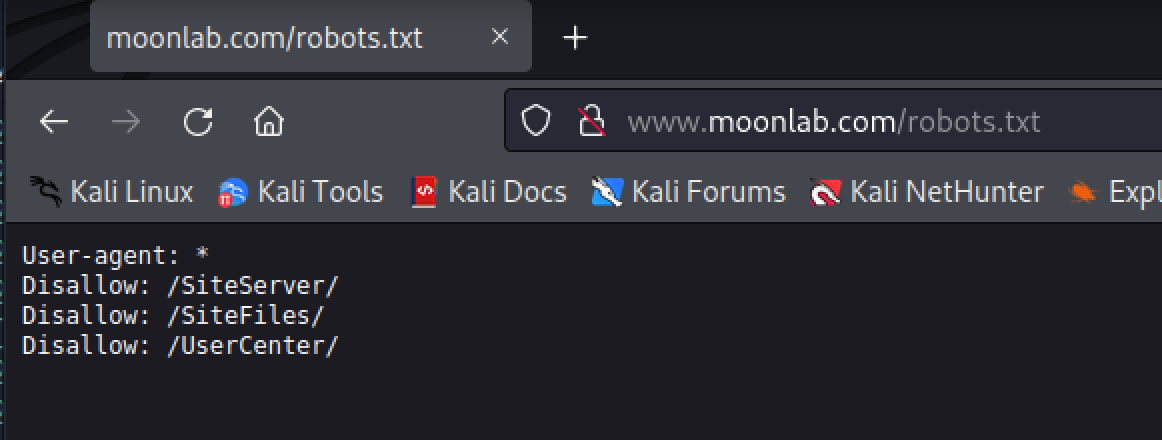 moonlab.com/robots.txt
www.moonlab.com/robots.txt
Kali Linux Kali Tools Kali Docs Kali Forums Kali NetHunter Expl
User-agent: *
Disallow: /SiteServer/
Disallow: /SiteFiles/
Disallow: /UserCenter/